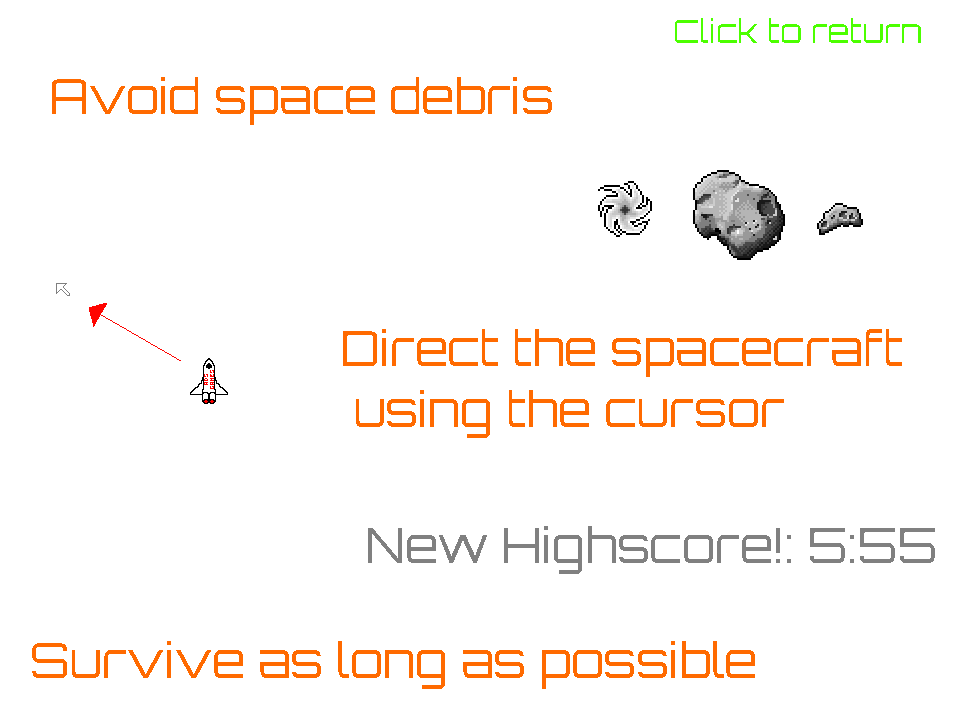 Click to return
Avoid space debris
Direct the spacecraft
using the cursor
New Highscore!: 5:55
Survive as long as possible